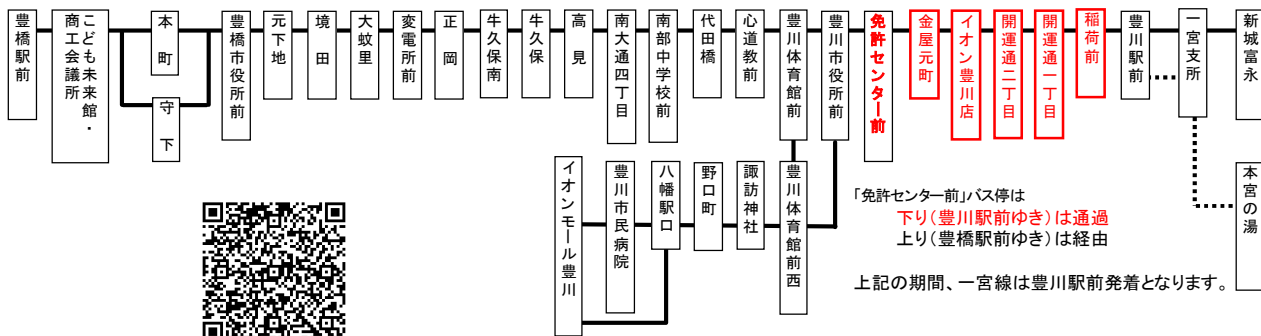 豊橋駅前
こども未来館・
商工会議所
本町
守下
豊橋市役所前
元下地
境田
大蚊里
変電所前
正岡
牛久保南
牛久保
高見
南大通四丁目
南部中学校前
代田橋
心道教前
豊川体育館前
豊川市役所前
免許センター前
金屋元町
イオン豊川店
開運通二丁目
開運通一丁目
稲荷前
豊川駅前
一宮支所
新城富永
イオンモール豊川
豊川市民病院
八幡駅口
野口町
諏訪神社
豊川体育館前西
本宮の湯
「免許センター前」バス停は
下り(豊川駅前ゆき)は通過
上り(豊橋駅前ゆき)は経由
上記の期間、一宮線は豊川駅前発着となります。